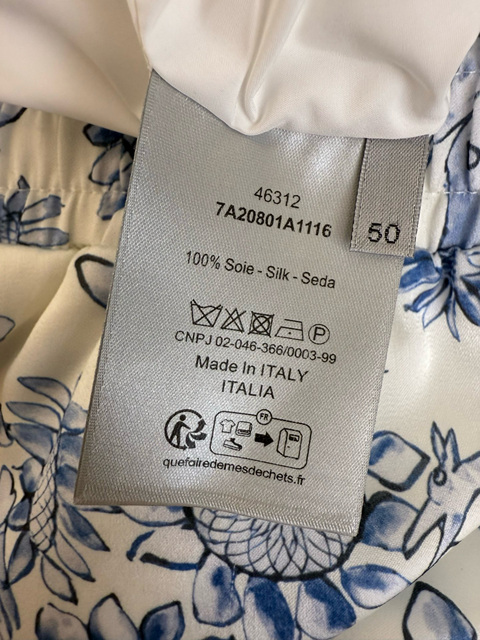 46312
7A20801A1116
50
100% Soie - Silk - Seda
P
CNPJ 02-046-366/0003-99
Made In ITALY
ITALIA
FR
quefairedemesdechets.fr